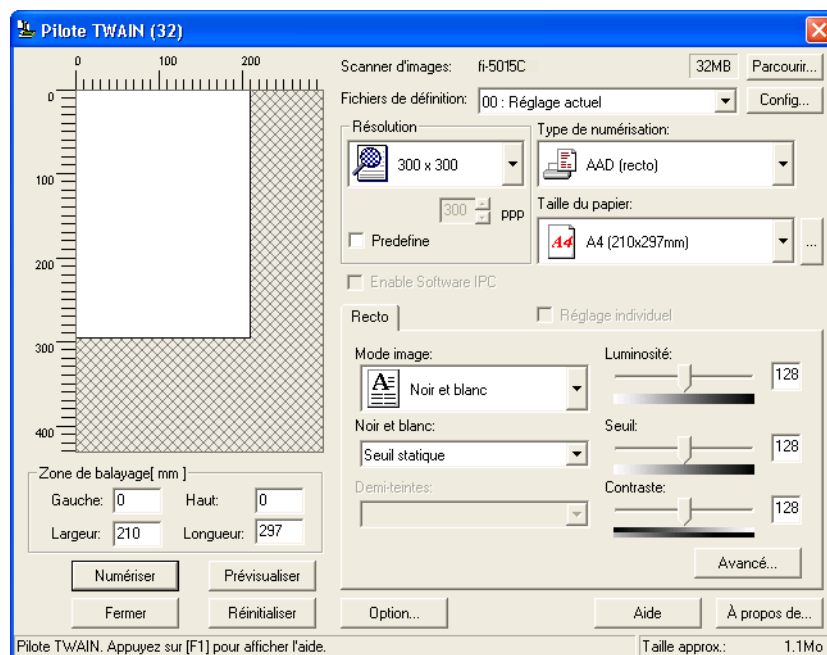 Pilote TWAIN (32)
0 100 200
0
100
200
300
400
Scanner d'images: fi-5015C 32MB Parcourir...
Fichiers de définition: 00 : Réglage actuel Config...
Résolution
300 x 300
300 ppp
Predefine
Type de numérisation:
AAD (recto)
Taille du papier:
A4 A4 (210x297mm) ...
Enable Software IPC
Recto
Réglage individuel
Mode image:
A Noir et blanc
Noir et blanc:
Seuil statique
Demi-teintes:
Luminosité:
128
Seuil:
128
Contraste:
128
Avancé...
Zone de balayage[ mm ]
Gauche: 0 Haut: 0
Largeur: 210 Longueur: 297
Numériser Prévisualiser
Fermer Réinitialiser
Option... Aide À propos de...
Pilote TWAIN. Appuyez sur [F1] pour afficher l'aide. Taille approx.: 1.1Mo